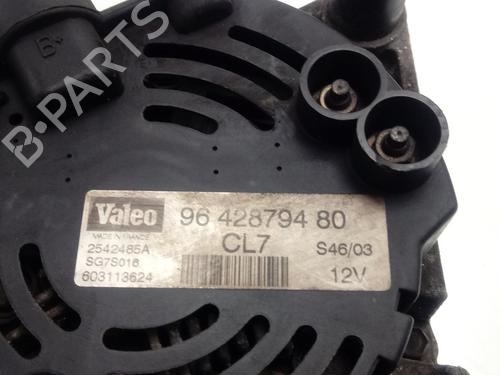 B+
B-PARTS
Valeo
96 428794 80
MADE IN FRANCE
CL7
S46/03
2542485A
SG7S016
12V
603113624